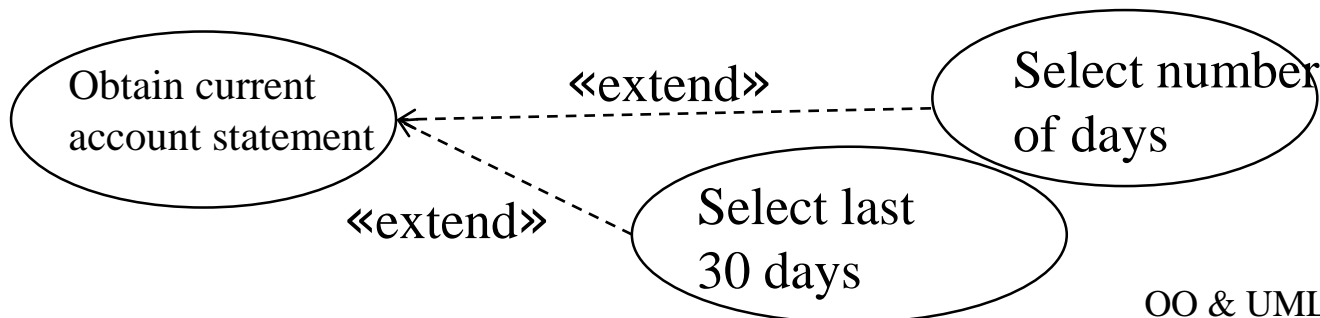 Obtain current
account statement
«extend»
Select number
of days
«extend»
Select last
30 days
OO & UML